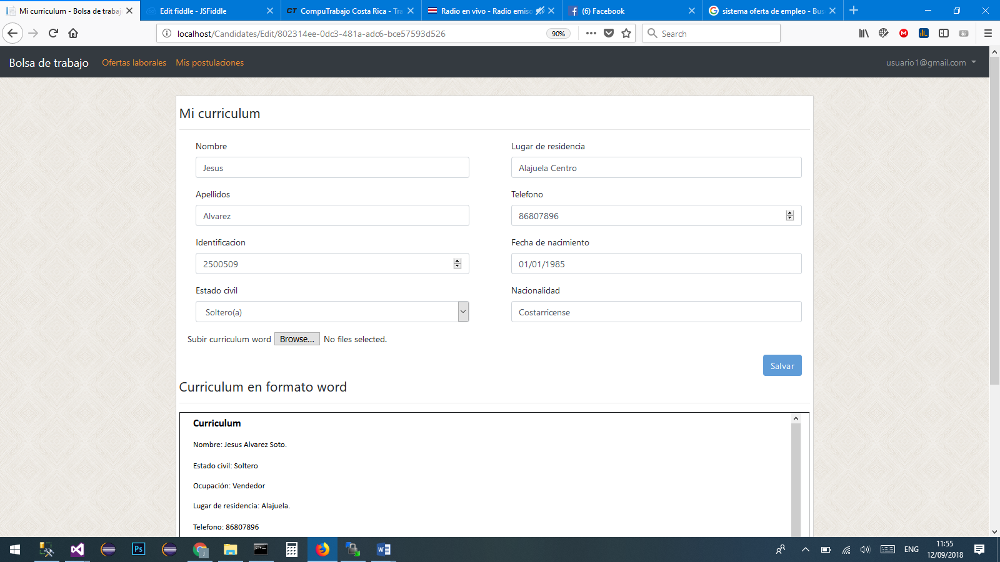 Mi curriculum - Bolsa de trabaj
Edit fiddle - JSFiddle
CT CompuTrabajo Costa Rica - Tra
Radio en vivo - Radio emiso
(6) Facebook
sistema oferta de empleo - Bus
localhost/Candidates/Edit/802314ee-0dc3-481a-adc6-bce57593d526
90%
Search
Bolsa de trabajo
Ofertas laborales
Mis postulaciones
usuario1@gmail.com
Mi curriculum
Nombre
Lugar de residencia
Jesus
Alajuela Centro
Apellidos
Telefono
Alvarez
86807896
Identificacion
Fecha de nacimiento
2500509
01/01/1985
Estado civil
Nacionalidad
Soltero(a)
Costarricense
Subir curriculum word Browse... No files selected.
Salvar
Curriculum en formato word
Curriculum
Nombre: Jesus Alvarez Soto.
Estado civil: Soltero
Ocupación: Vendedor
Lugar de residencia: Alajuela.
Telefono: 86807896
Ps
ENG
11:55
12/09/2018